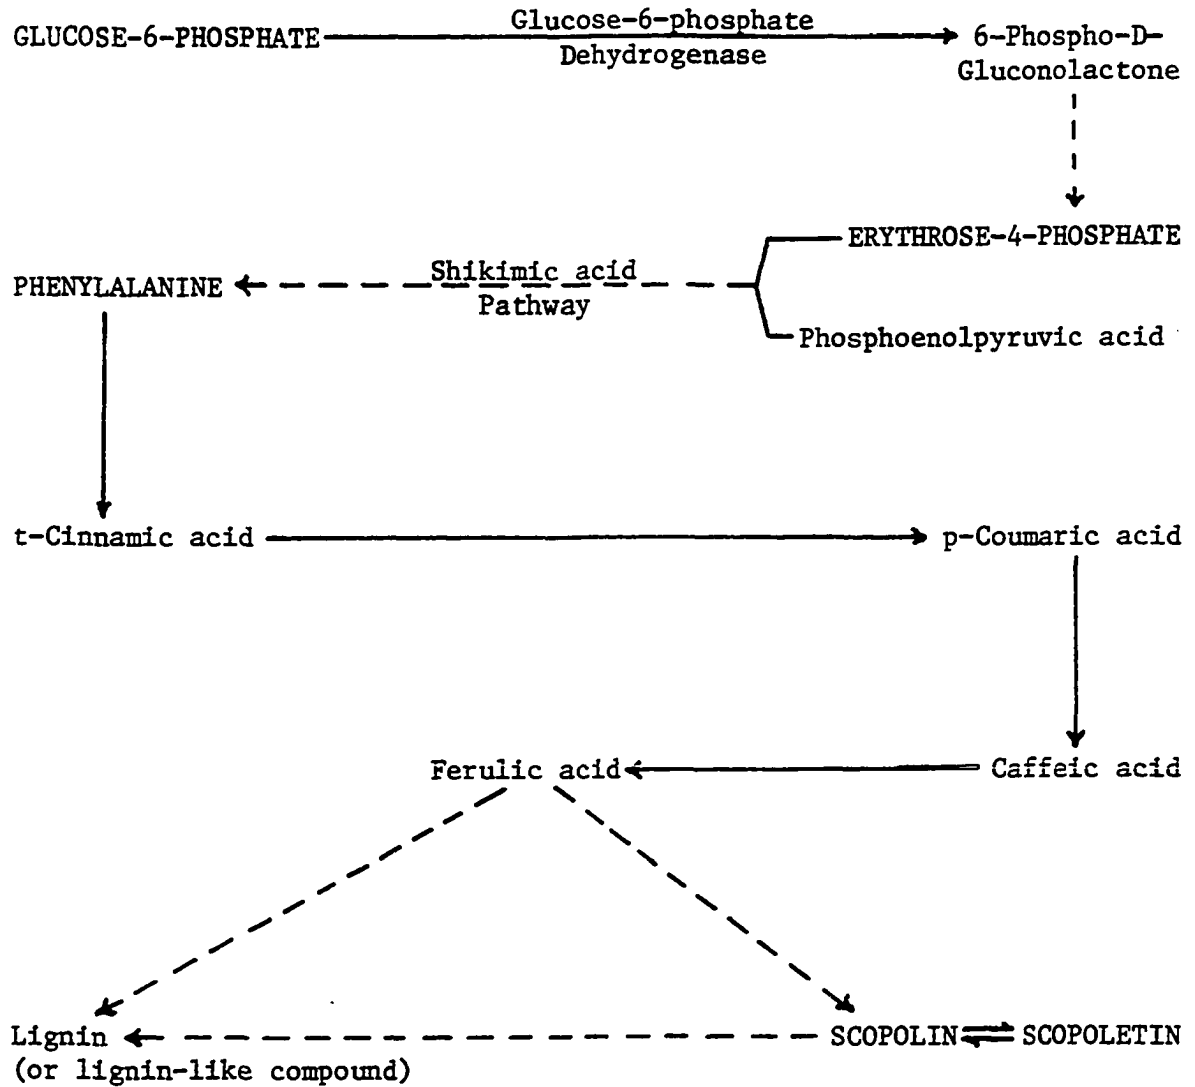 GLUCOSE-6-PHOSPHATE
Glucose-6-phosphate
Dehydrogenase
6-Phospho-D-
Gluconolactone
ERYTHROSE-4-PHOSPHATE
Shikimic acid
Pathway
PHENYLALANINE
Phosphoenolpyruvic acid
t-Cinnamic acid
p-Coumaric acid
Ferulic acid
Caffeic acid
Lignin
(or lignin-like compound)
SCOPOLIN
SCOPOLETIN